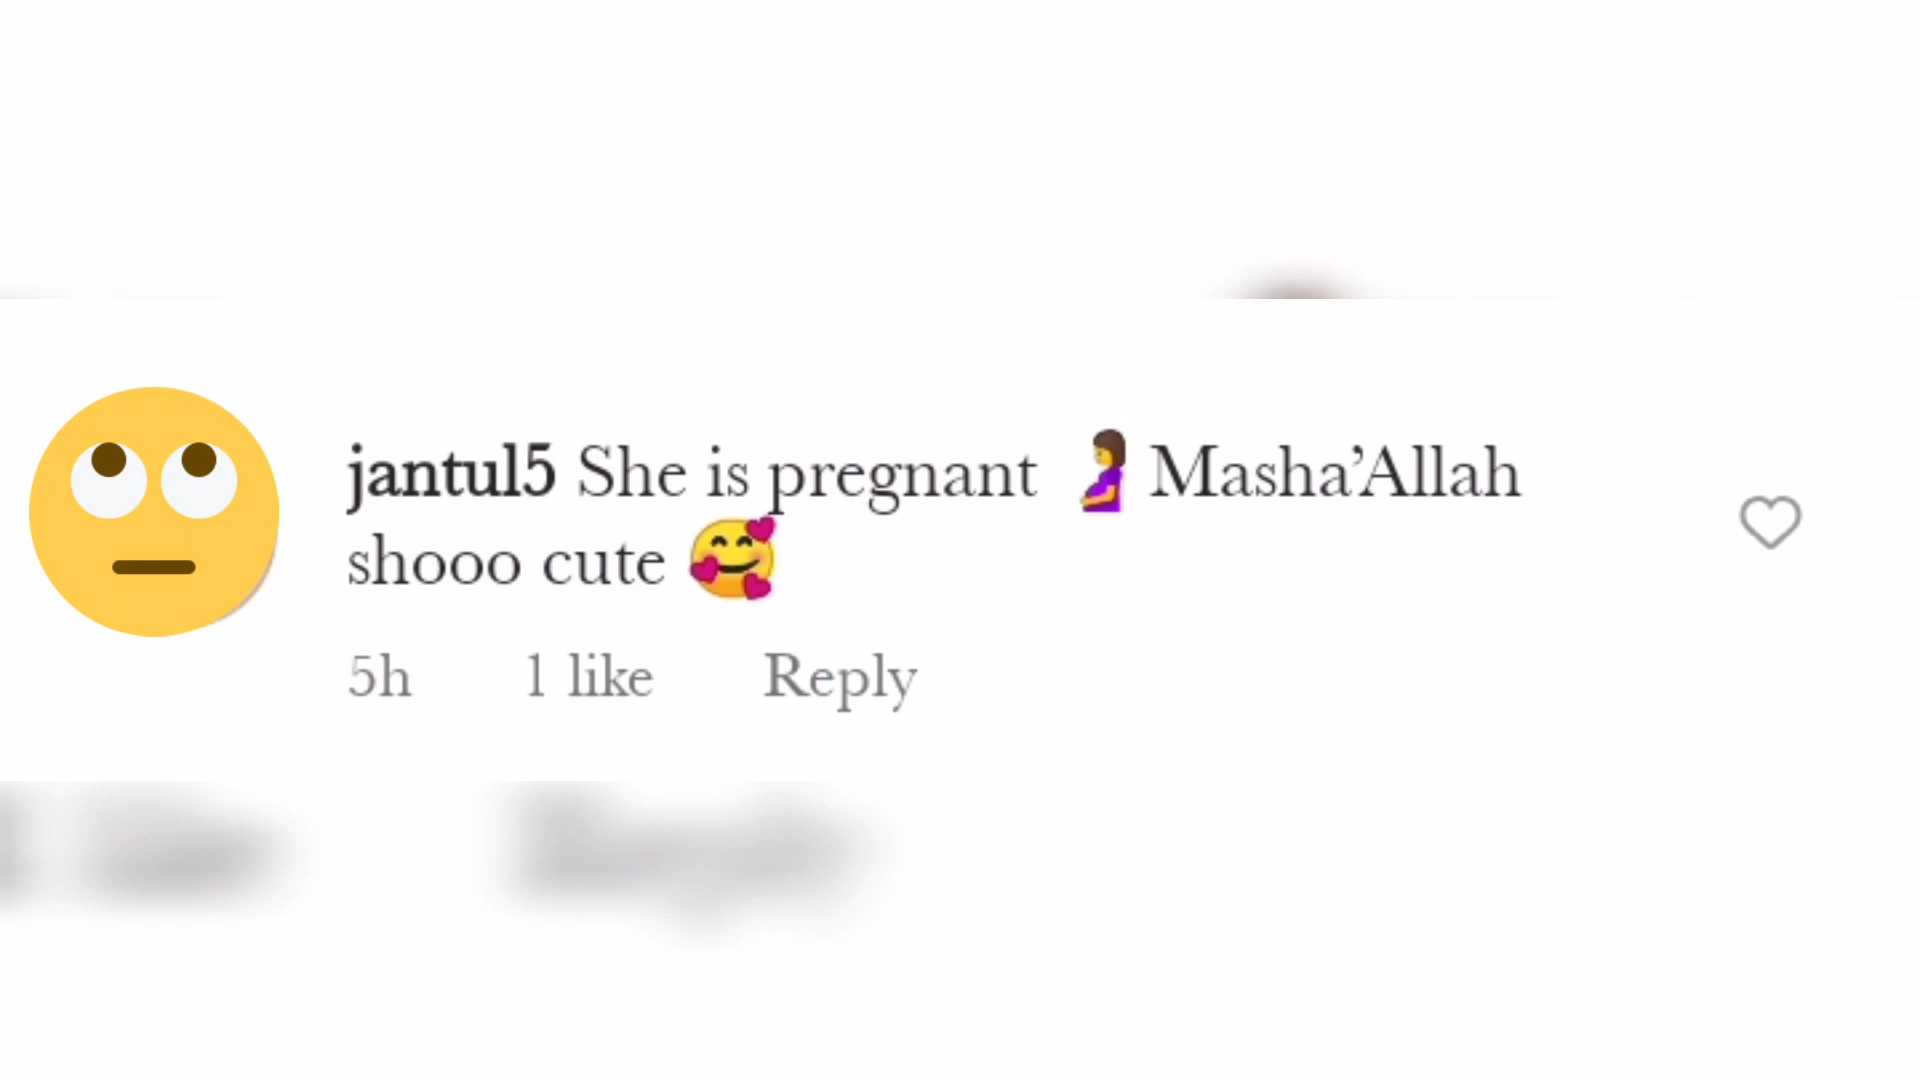 jantul5 She is pregnant 🤰 Masha’Allah
shooo cute 🥰
5h 1 like Reply